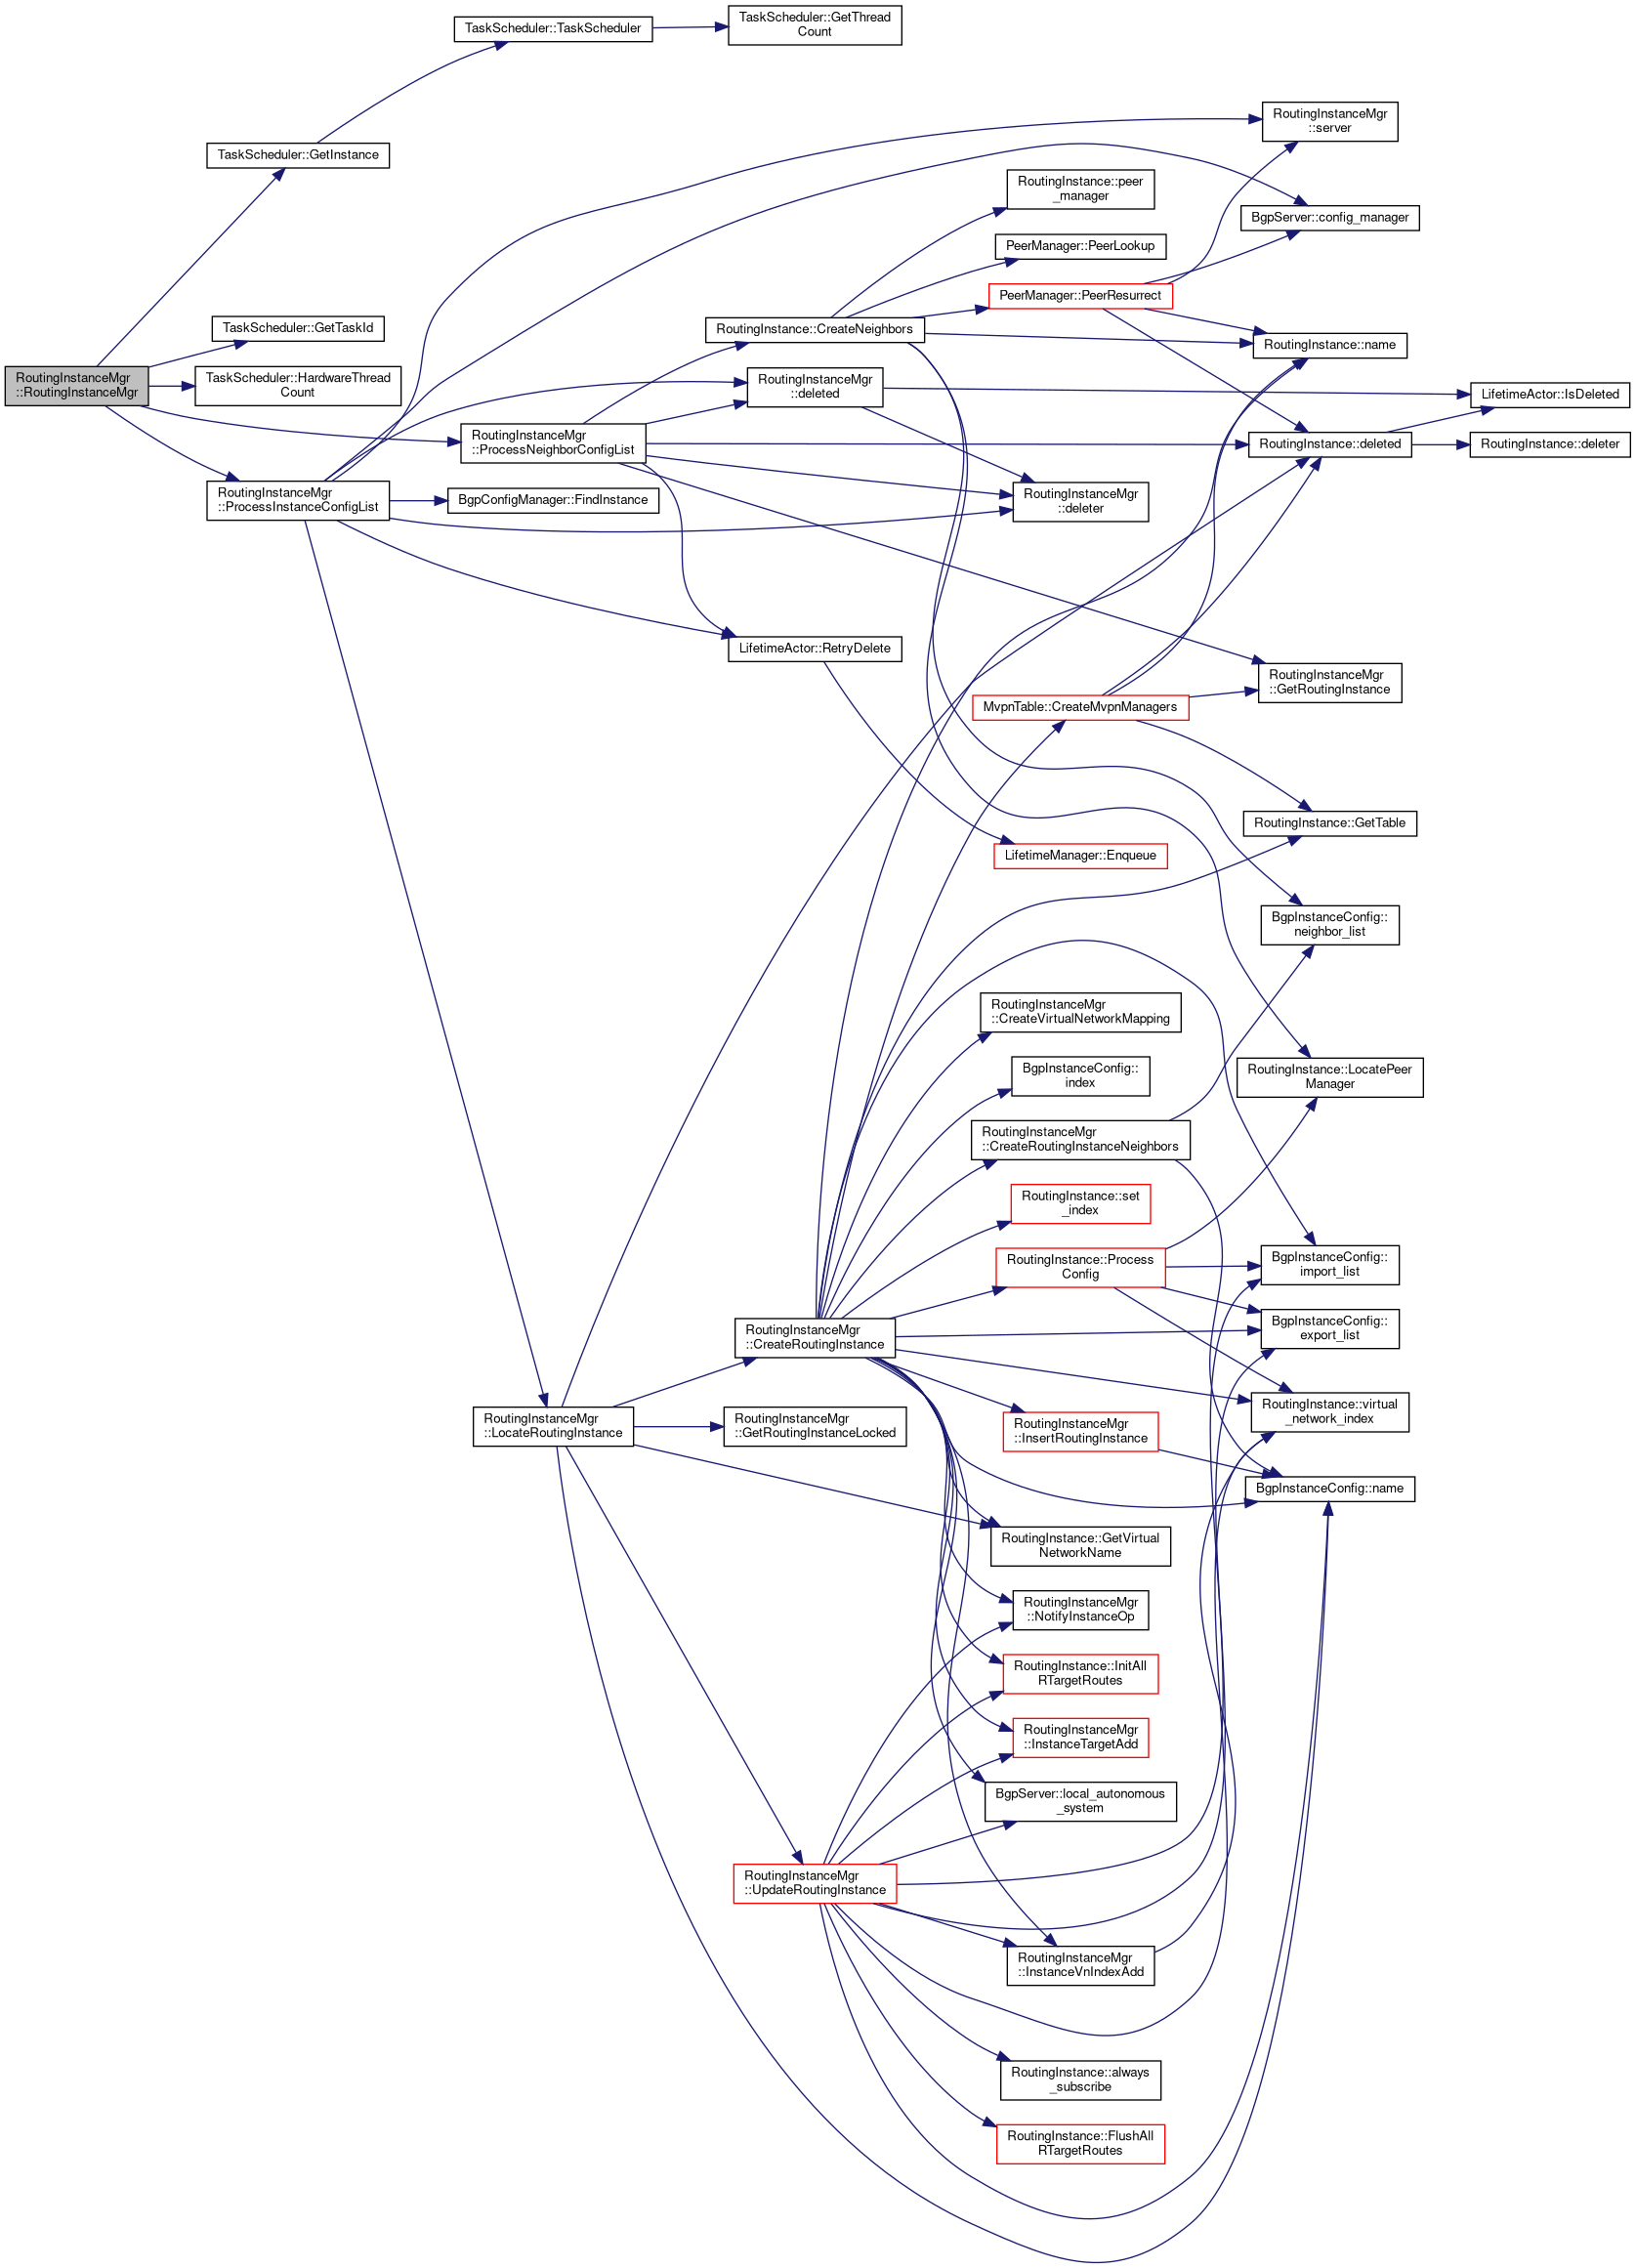 TaskScheduler::TaskScheduler
TaskScheduler::GetThread
Count
RoutingInstanceMgr
::server
TaskScheduler::GetInstance
RoutingInstance::peer
_manager
BgpServer::config_manager
PeerManager::PeerLookup
PeerManager::PeerResurrect
TaskScheduler::GetTaskId
RoutingInstance::CreateNeighbors
RoutingInstance::name
RoutingInstanceMgr
::RoutingInstanceMgr
TaskScheduler::HardwareThread
Count
RoutingInstanceMgr
::deleted
LifetimeActor::IsDeleted
RoutingInstanceMgr
::ProcessNeighborConfigList
RoutingInstance::deleted
RoutingInstance::deleter
RoutingInstanceMgr
::ProcessInstanceConfigList
BgpConfigManager::FindInstance
RoutingInstanceMgr
::deleter
LifetimeActor::RetryDelete
RoutingInstanceMgr
::GetRoutingInstance
MvpnTable::CreateMvpnManagers
RoutingInstance::GetTable
LifetimeManager::Enqueue
BgpInstanceConfig::
neighbor_list
RoutingInstanceMgr
::CreateVirtualNetworkMapping
BgpInstanceConfig::
index
RoutingInstance::LocatePeer
Manager
RoutingInstanceMgr
::CreateRoutingInstanceNeighbors
RoutingInstance::set
_index
RoutingInstance::Process
Config
BgpInstanceConfig::
import_list
RoutingInstanceMgr
::CreateRoutingInstance
BgpInstanceConfig::
export_list
RoutingInstance::virtual
_network_index
RoutingInstanceMgr
::LocateRoutingInstance
RoutingInstanceMgr
::GetRoutingInstanceLocked
RoutingInstanceMgr
::InsertRoutingInstance
BgpInstanceConfig::name
RoutingInstance::GetVirtual
NetworkName
RoutingInstanceMgr
::NotifyInstanceOp
RoutingInstance::InitAll
RTargetRoutes
RoutingInstanceMgr
::InstanceTargetAdd
BgpServer::local_autonomous
_system
RoutingInstanceMgr
::UpdateRoutingInstance
RoutingInstanceMgr
::InstanceVnIndexAdd
RoutingInstance::always
_subscribe
RoutingInstance::FlushAll
RTargetRoutes